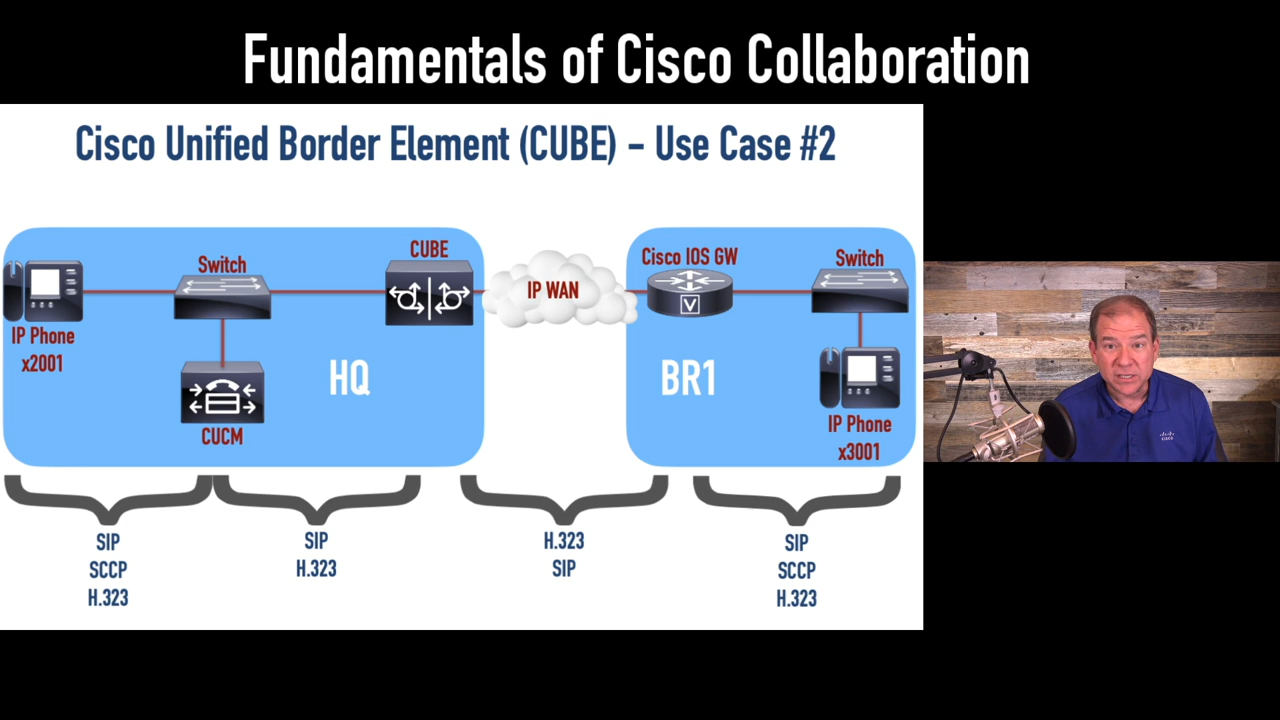 Fundamentals of Cisco Collaboration
Cisco Unified Border Element (CUBE) – Use Case #2
CUBE
Switch
Cisco IOS GW
Switch
IP WAN
V
IP Phone
x2001
HQ
BR1
CUCM
IP Phone
x3001
SIP
SCCP
H.323
SIP
H.323
H.323
SIP
SIP
SCCP
H.323
cisco